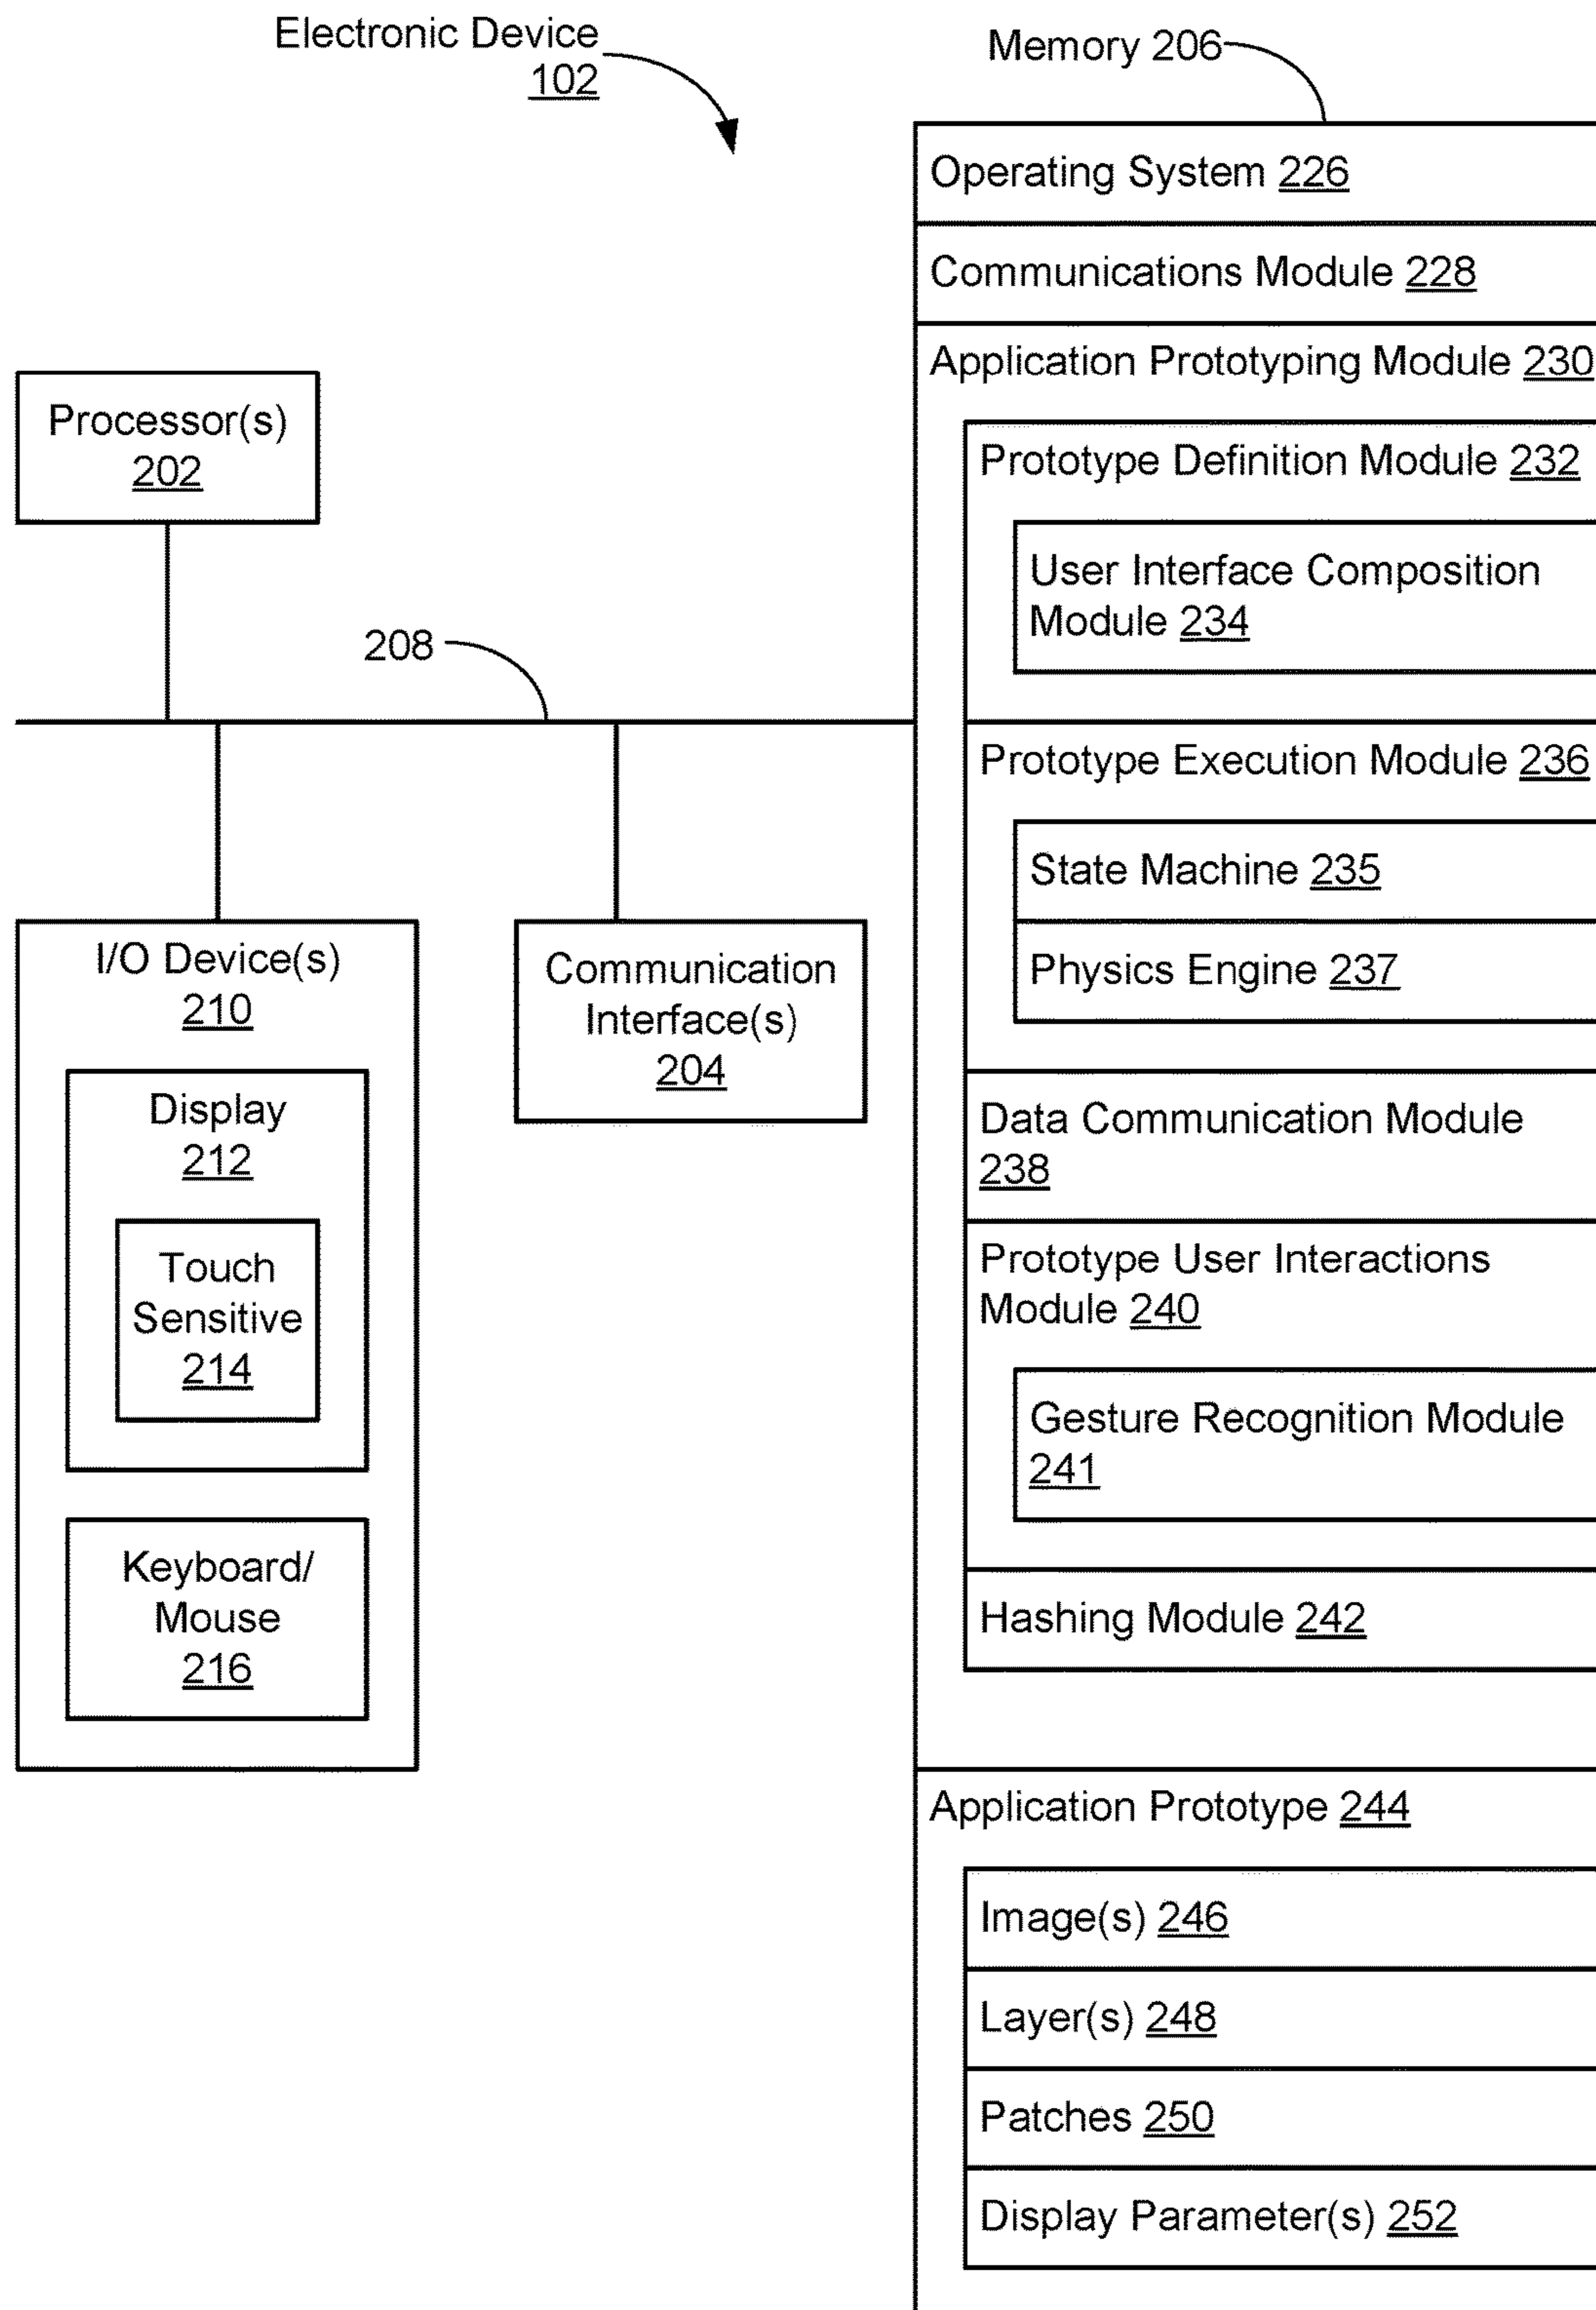 Electronic Device
102
Memory 206
Operating System 226
Communications Module 228
Application Prototyping Module 230
Prototype Definition Module 232
User Interface Composition
Module 234
Prototype Execution Module 236
State Machine 235
Physics Engine 237
Data Communication Module
238
Prototype User Interactions
Module 240
Gesture Recognition Module
241
Hashing Module 242
Application Prototype 244
Image(s) 246
Layer(s) 248
Patches 250
Display Parameter(s) 252
Processor(s)
202
208
I/O Device(s)
210
Display
212
Touch
Sensitive
214
Keyboard/
Mouse
216
Communication
Interface(s)
204